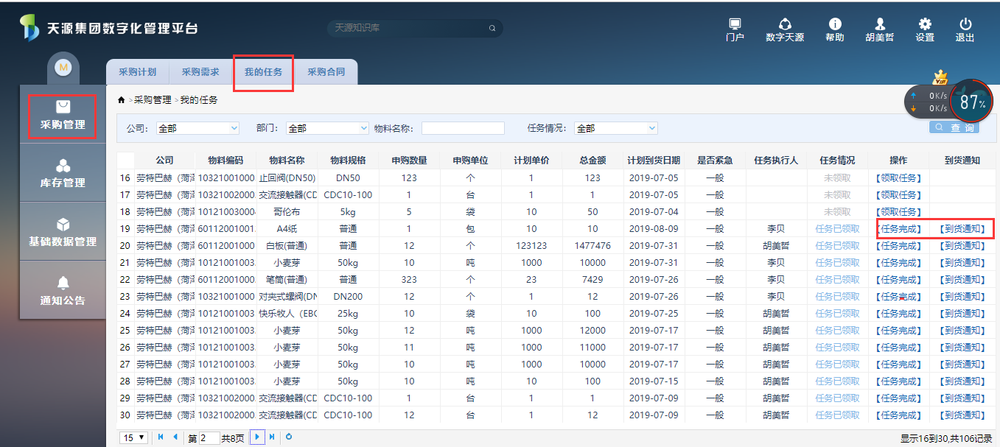 天源集团数字化管理平台
天源知识库
门户 数字天源 帮助 胡美哲 设置 退出
M
采购计划 采购需求 我的任务 采购合同
VIP
0K/s
0K/s
87%
采购管理
库存管理
基础数据管理
通知公告
>采购管理>我的任务
公司: 全部 部门: 全部 物料名称: 任务情况: 全部 查 询
公司 物料编码 物料名称 物料规格 申购数量 申购单位 计划单价 总金额 计划到货日期 是否紧急 任务执行人 任务情况 操作 到货通知
16 劳特巴赫（菏泽 10321001000 止回阀(DN50) DN50 123 个 1 123 2019-07-05 一般 未领取 【领取任务】
17 劳特巴赫（菏泽 10321002000. 交流接触器(CD CDC10-100 1 台 1 1 2019-07-05 一般 未领取 【领取任务】
18 劳特巴赫（菏泽 10121003000 哥伦布 5kg 5 袋 10 50 2019-07-04 一般 未领取 【领取任务】
19 劳特巴赫（菏泽 60112001001. A4纸 普通 1 包 10 10 2019-08-09 一般 李贝 任务已领取 【任务完成】 【到货通知】
20 劳特巴赫（菏泽 60112001000 白板(普通) 普通 12 个 123123 1477476 2019-07-31 一般 胡美哲 任务已领取 【任务完成】 【到货通知】
21 劳特巴赫（菏泽 10121001003. 小麦芽 50kg 10 吨 1000 10000 2019-07-31 一般 李贝 任务已领取 【任务完成】 【到货通知】
22 劳特巴赫（菏泽 60112001000. 笔筒(普通) 普通 323 个 23 7429 2019-07-26 一般 李贝 任务已领取 【任务完成】 【到货通知】
23 劳特巴赫（菏泽 10321001000 对夹式蝶阀(DN DN200 12 个 1 12 2019-07-26 一般 李贝 任务已领取 【任务完成】 【到货通知】
24 劳特巴赫（菏泽 10121001003 快乐牧人（EBC 25kg 10 袋 10 100 2019-07-25 一般 胡美哲 任务已领取 【任务完成】 【到货通知】
25 劳特巴赫（菏泽 10121001003. 小麦芽 50kg 12 吨 1000 12000 2019-07-17 一般 胡美哲 任务已领取 【任务完成】 【到货通知】
26 劳特巴赫（菏泽 10121001003. 小麦芽 50kg 11 吨 1000 11000 2019-07-17 一般 胡美哲 任务已领取 【任务完成】 【到货通知】
27 劳特巴赫（菏泽 10121001003. 小麦芽 50kg 10 吨 1000 10000 2019-07-17 一般 胡美哲 任务已领取 【任务完成】 【到货通知】
28 劳特巴赫（菏泽 10121001003. 小麦芽 50kg 10 吨 10 100 2019-07-15 一般 胡美哲 任务已领取 【任务完成】 【到货通知】
29 劳特巴赫（菏泽 10321002000. 交流接触器(CD CDC10-100 1 台 1 1 2019-07-09 一般 胡美哲 任务已领取 【任务完成】 【到货通知】
30 劳特巴赫（菏泽 10321002000. 交流接触器(CD CDC10-100 12 台 1 12 2019-07-09 一般 胡美哲 任务已领取 【任务完成】 【到货通知】
15 第 2 共8页 显示16到30,共106记录